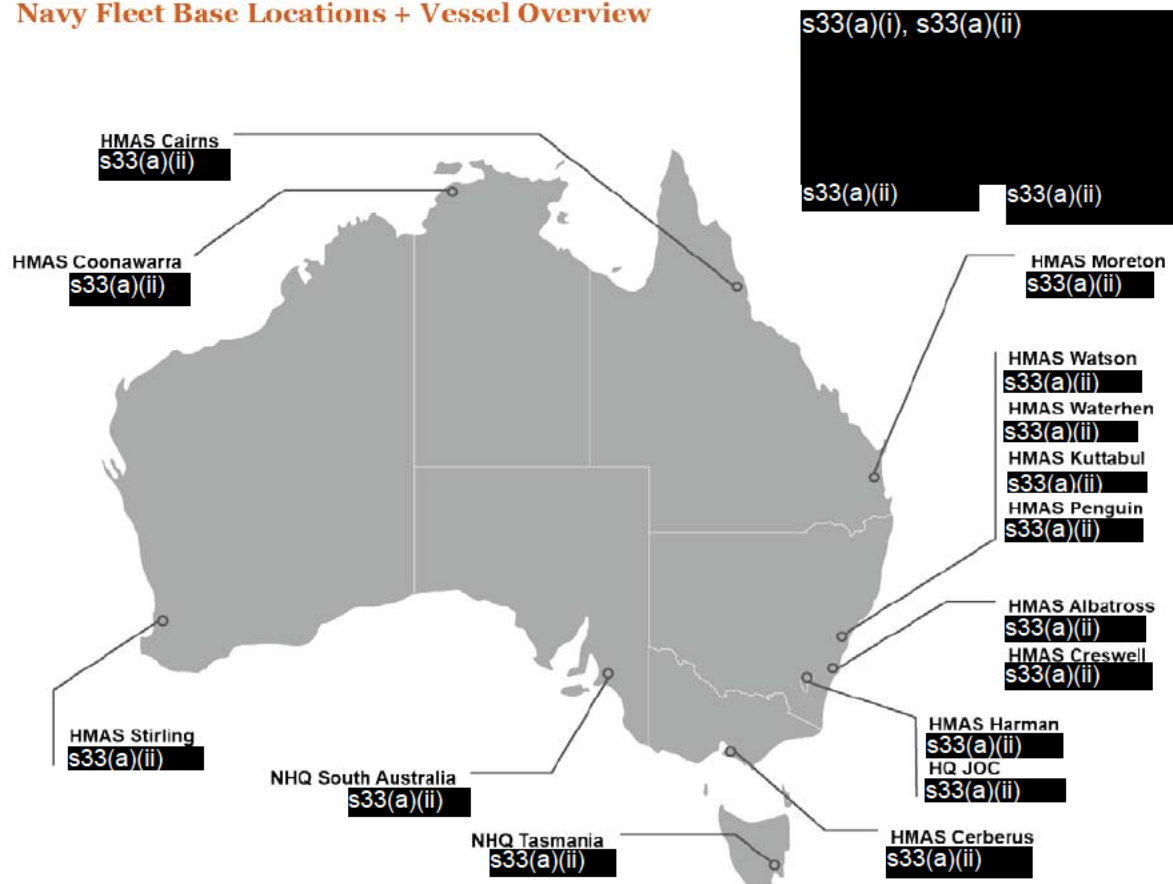 Navy Fleet Base Locations + Vessel Overview
s33(a)(i), s33(a)(ii)
s33(a)(ii)
s33(a)(ii)
HMAS Cairns
s33(a)(ii)
HMAS Coonawarra
s33(a)(ii)
HMAS Moreton
s33(a)(ii)
HMAS Watson
s33(a)(ii)
HMAS Waterhen
s33(a)(ii)
HMAS Kuttabul
s33(a)(ii)
HMAS Penguin
s33(a)(ii)
HMAS Albatross
s33(a)(ii)
HMAS Creswell
s33(a)(ii)
HMAS Harman
s33(a)(ii)
HQ JOC
s33(a)(ii)
HMAS Stirling
s33(a)(ii)
NHQ South Australia
s33(a)(ii)
NHQ Tasmania
s33(a)(ii)
HMAS Cerberus
s33(a)(ii)